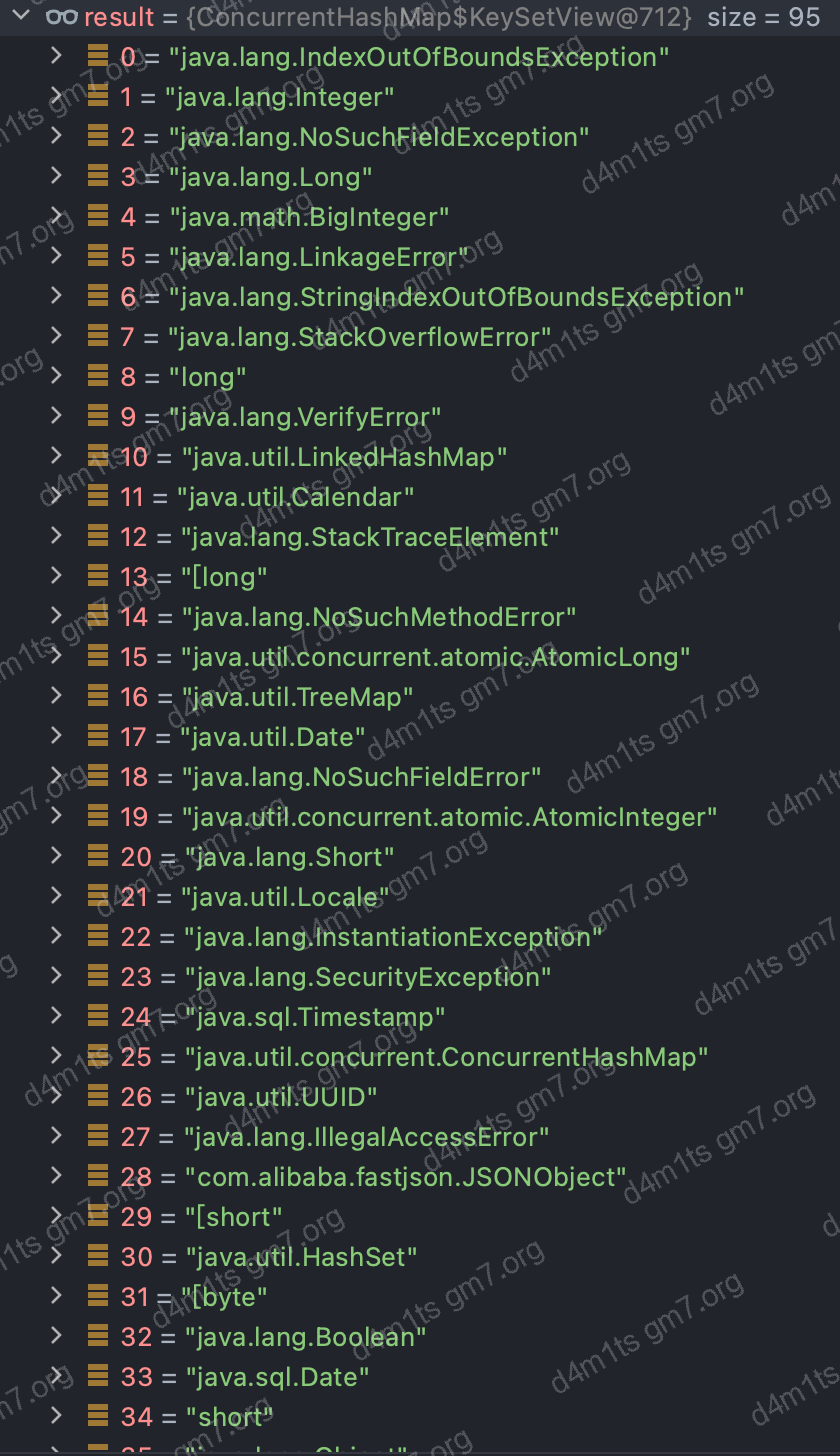 result = {ConcurrentHashMap$KeySetView@712} size = 95
0 = "java.lang.IndexOutOfBoundsException"
1 = "java.lang.Integer"
2 = "java.lang.NoSuchFieldException"
3 = "java.lang.Long"
4 = "java.math.BigInteger"
5 = "java.lang.LinkageError"
6 = "java.lang.StringIndexOutOfBoundsException"
7 = "java.lang.StackOverflowError"
8 = "long"
9 = "java.lang.VerifyError"
10 = "java.util.LinkedHashMap"
11 = "java.util.Calendar"
12 = "java.lang.StackTraceElement"
13 = "[long"
14 = "java.lang.NoSuchMethodError"
15 = "java.util.concurrent.atomic.AtomicLong"
16 = "java.util.TreeMap"
17 = "java.util.Date"
18 = "java.lang.NoSuchFieldError"
19 = "java.util.concurrent.atomic.AtomicInteger"
20 = "java.lang.Short"
21 = "java.util.Locale"
22 = "java.lang.InstantiationException"
23 = "java.lang.SecurityException"
24 = "java.sql.Timestamp"
25 = "java.util.concurrent.ConcurrentHashMap"
26 = "java.util.UUID"
27 = "java.lang.IllegalAccessError"
28 = "com.alibaba.fastjson.JSONObject"
29 = "[short"
30 = "java.util.HashSet"
31 = "[byte"
32 = "java.lang.Boolean"
33 = "java.sql.Date"
34 = "short"
35 = "java.lang.Object"
d4m1ts gm7.org